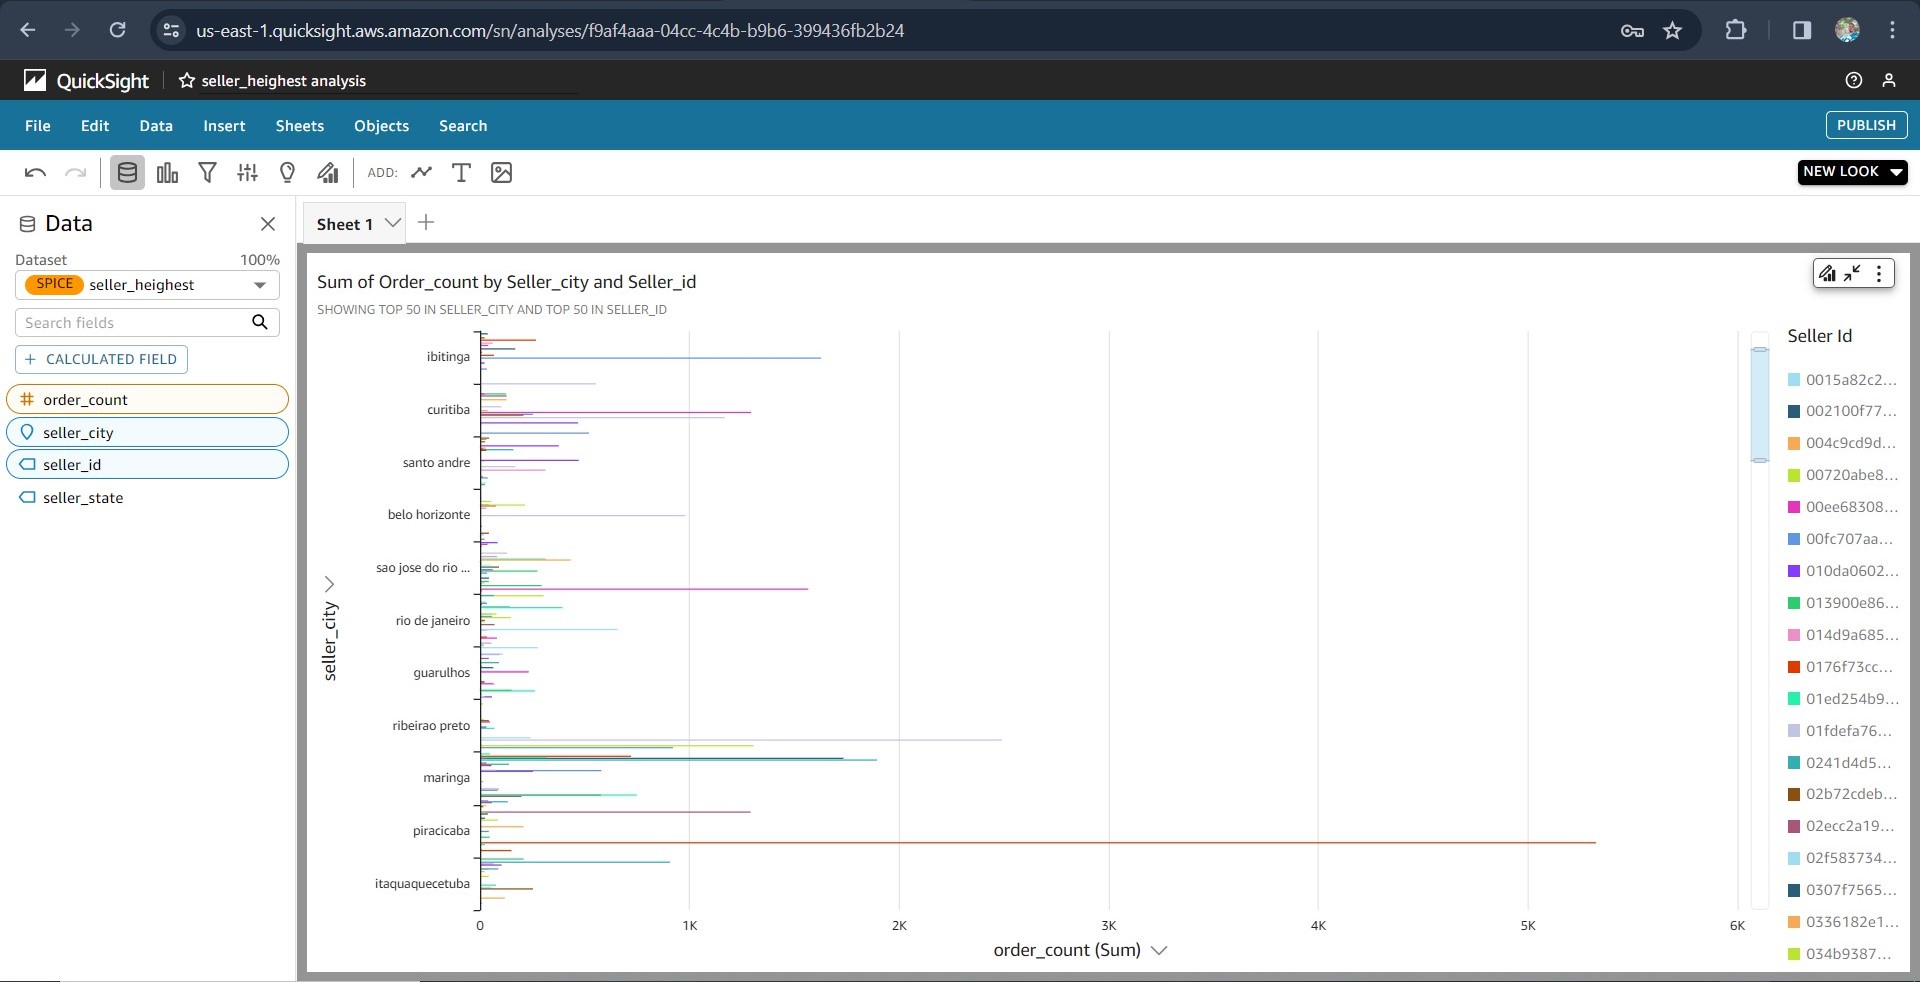 us-east-1.quicksight.aws.amazon.com/sn/analyses/f9af4aaa-04cc-4c4b-b9b6-399436fb2b24
QuickSight
seller_heighest analysis
File Edit Data Insert Sheets Objects Search
PUBLISH
ADD:
NEW LOOK
Data
Dataset 100%
SPICE seller_heighest
Search fields
+ CALCULATED FIELD
order_count
seller_city
seller_id
seller_state
Sheet 1
Sum of Order_count by Seller_city and Seller_id
SHOWING TOP 50 IN SELLER_CITY AND TOP 50 IN SELLER_ID
seller_city
ibitinga
curitiba
santo andre
belo horizonte
sao jose do rio ...
rio de janeiro
guarulhos
ribeirao preto
maringa
piracicaba
itaquaquecetuba
0 1K 2K 3K 4K 5K 6K
order_count (Sum)
Seller Id
0015a82c2...
002100f77...
004c9cd9d...
00720abe8...
00ee68308...
00fc707aa...
010da0602...
013900e86...
014d9a685...
0176f73cc...
01ed254b9...
01fdefa76...
0241d4d5...
02b72cdeb...
02ecc2a19...
02f583734...
0307f7565...
0336182e1...
034b9387...